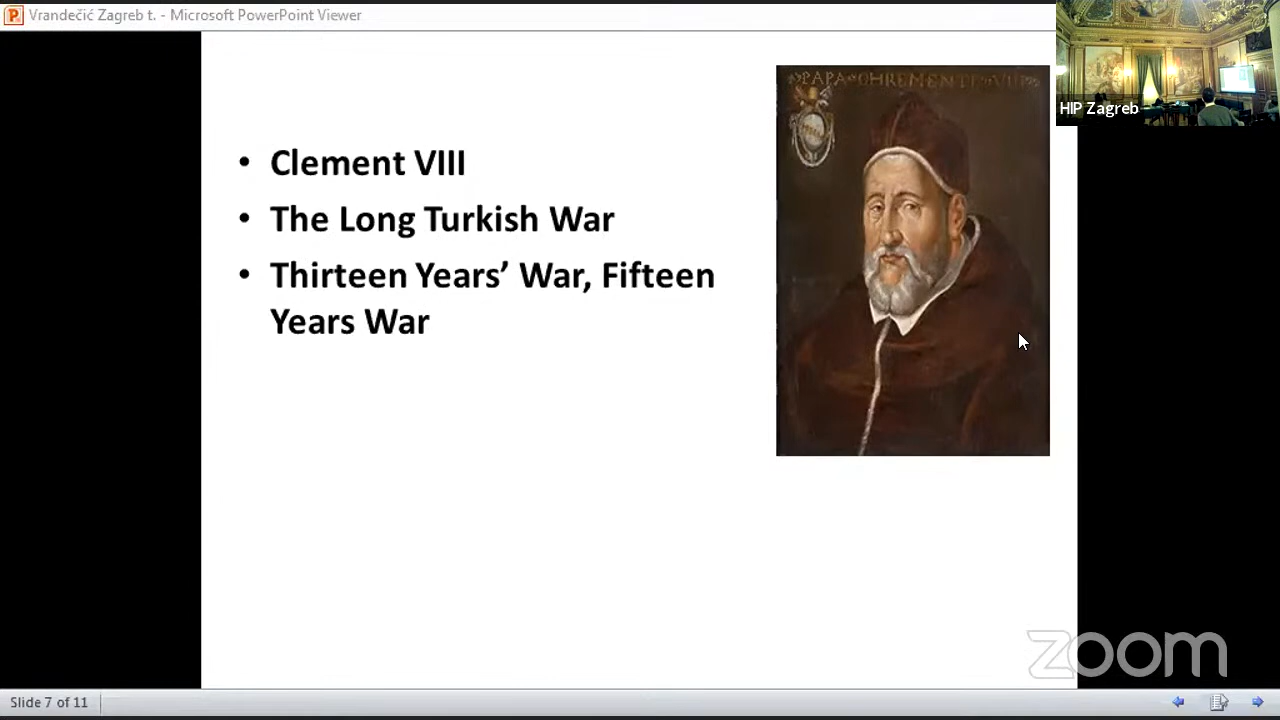 Vrandečić Zagreb t. - Microsoft PowerPoint Viewer
HIP Zagreb
• Clement VIII
• The Long Turkish War
• Thirteen Years’ War, Fifteen
Years War
zoom
Slide 7 of 11